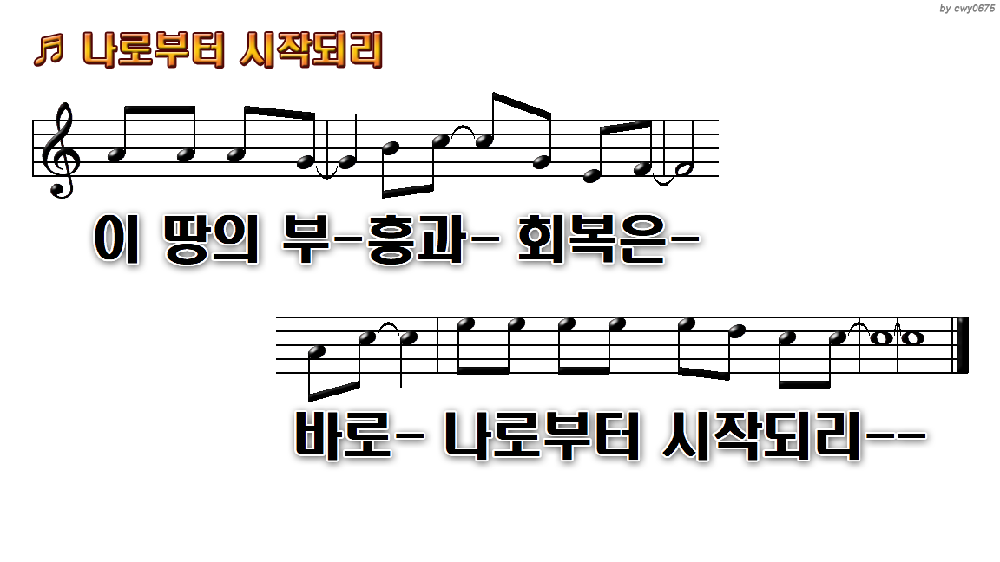 by cwy0675
♬ 나로부터 시작되리
이 땅의 부-흥과- 회복은-
바로- 나로부터 시작되리--